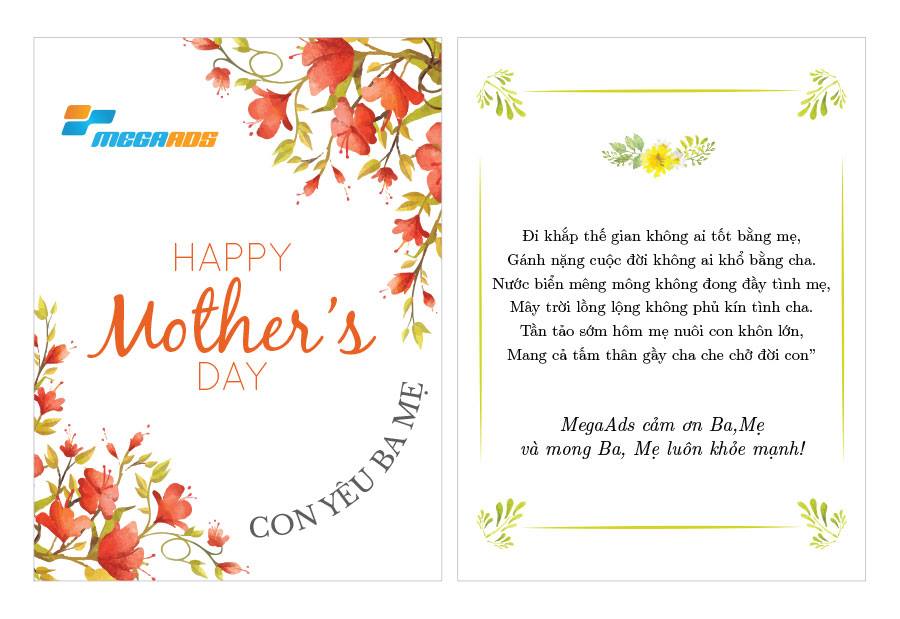 MEGAADS
HAPPY
Mother's
DAY
CON YÊU BA MẸ
Đi khắp thế gian không ai tốt bằng mẹ,
Gánh nặng cuộc đời không ai khổ bằng cha.
Nước biển mênh mông không đong đầy tình mẹ,
Mây trời lồng lộng không phủ kín tình cha.
Tần tảo sớm hôm mẹ nuôi con khôn lớn,
Mang cả tấm thân gầy cha che chở đời con”
MegaAds cảm ơn Ba,Mẹ
và mong Ba, Mẹ luôn khỏe mạnh!